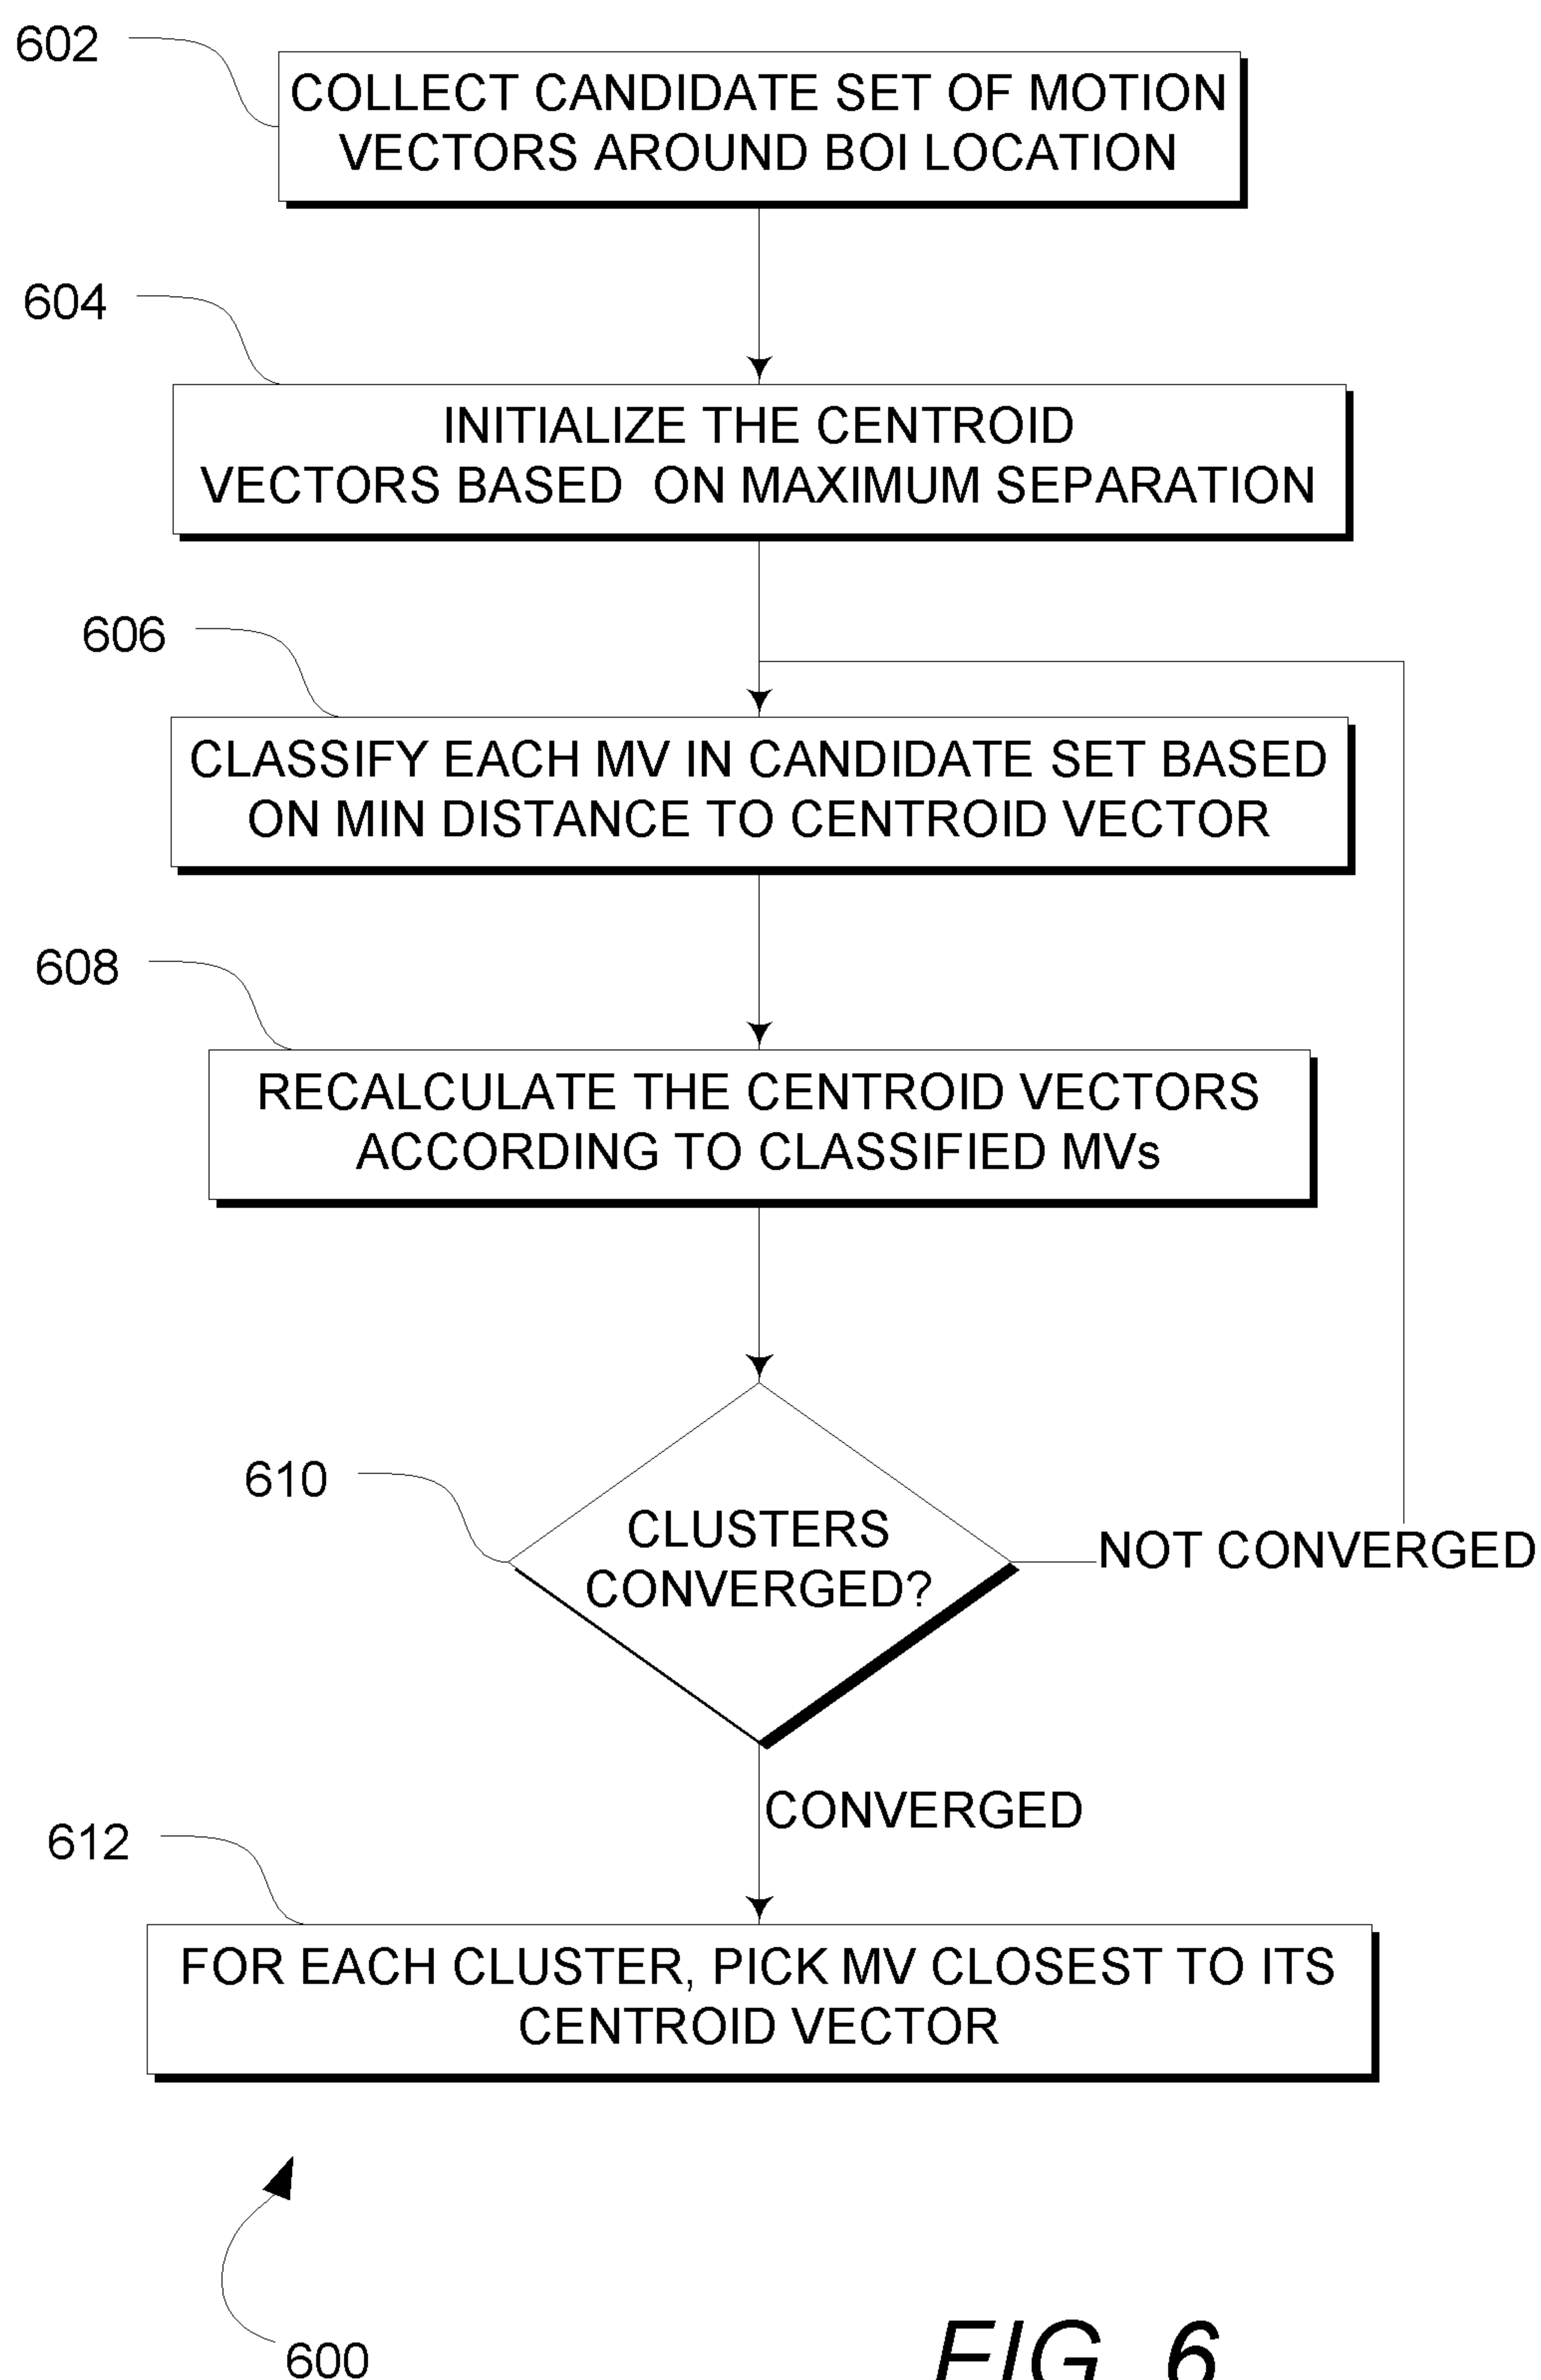 602
COLLECT CANDIDATE SET OF MOTION
VECTORS AROUND BOI LOCATION
604
INITIALIZE THE CENTROID
VECTORS BASED ON MAXIMUM SEPARATION
606
CLASSIFY EACH MV IN CANDIDATE SET BASED
ON MIN DISTANCE TO CENTROID VECTOR
608
RECALCULATE THE CENTROID VECTORS
ACCORDING TO CLASSIFIED MVs
610
CLUSTERS
CONVERGED?
NOT CONVERGED
CONVERGED
612
FOR EACH CLUSTER, PICK MV CLOSEST TO ITS
CENTROID VECTOR
600
FIG. 6